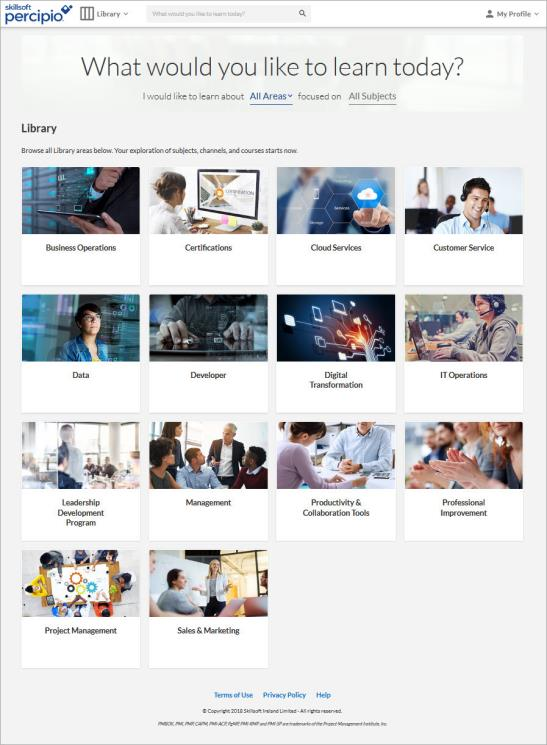 skillsoft
percipio
Library
What would you like to learn today?
My Profile
What would you like to learn today?
I would like to learn about All Areas focused on All Subjects
Library
Browse all Library areas below. Your exploration of subjects, channels, and courses starts now.
Business Operations
Certifications
Cloud Services
Customer Service
Data
Developer
Digital
Transformation
IT Operations
Leadership
Development
Program
Management
Productivity &
Collaboration Tools
Professional
Improvement
Project Management
Sales & Marketing
Terms of Use Privacy Policy Help
© Copyright 2018 Skillsoft Ireland Limited - All rights reserved.
PMBOK, PMI, PMP, CAPM, PMI-ACP, PgMP, PMI-RMP and PMI-SP are trademarks of the Project Management Institute, Inc.